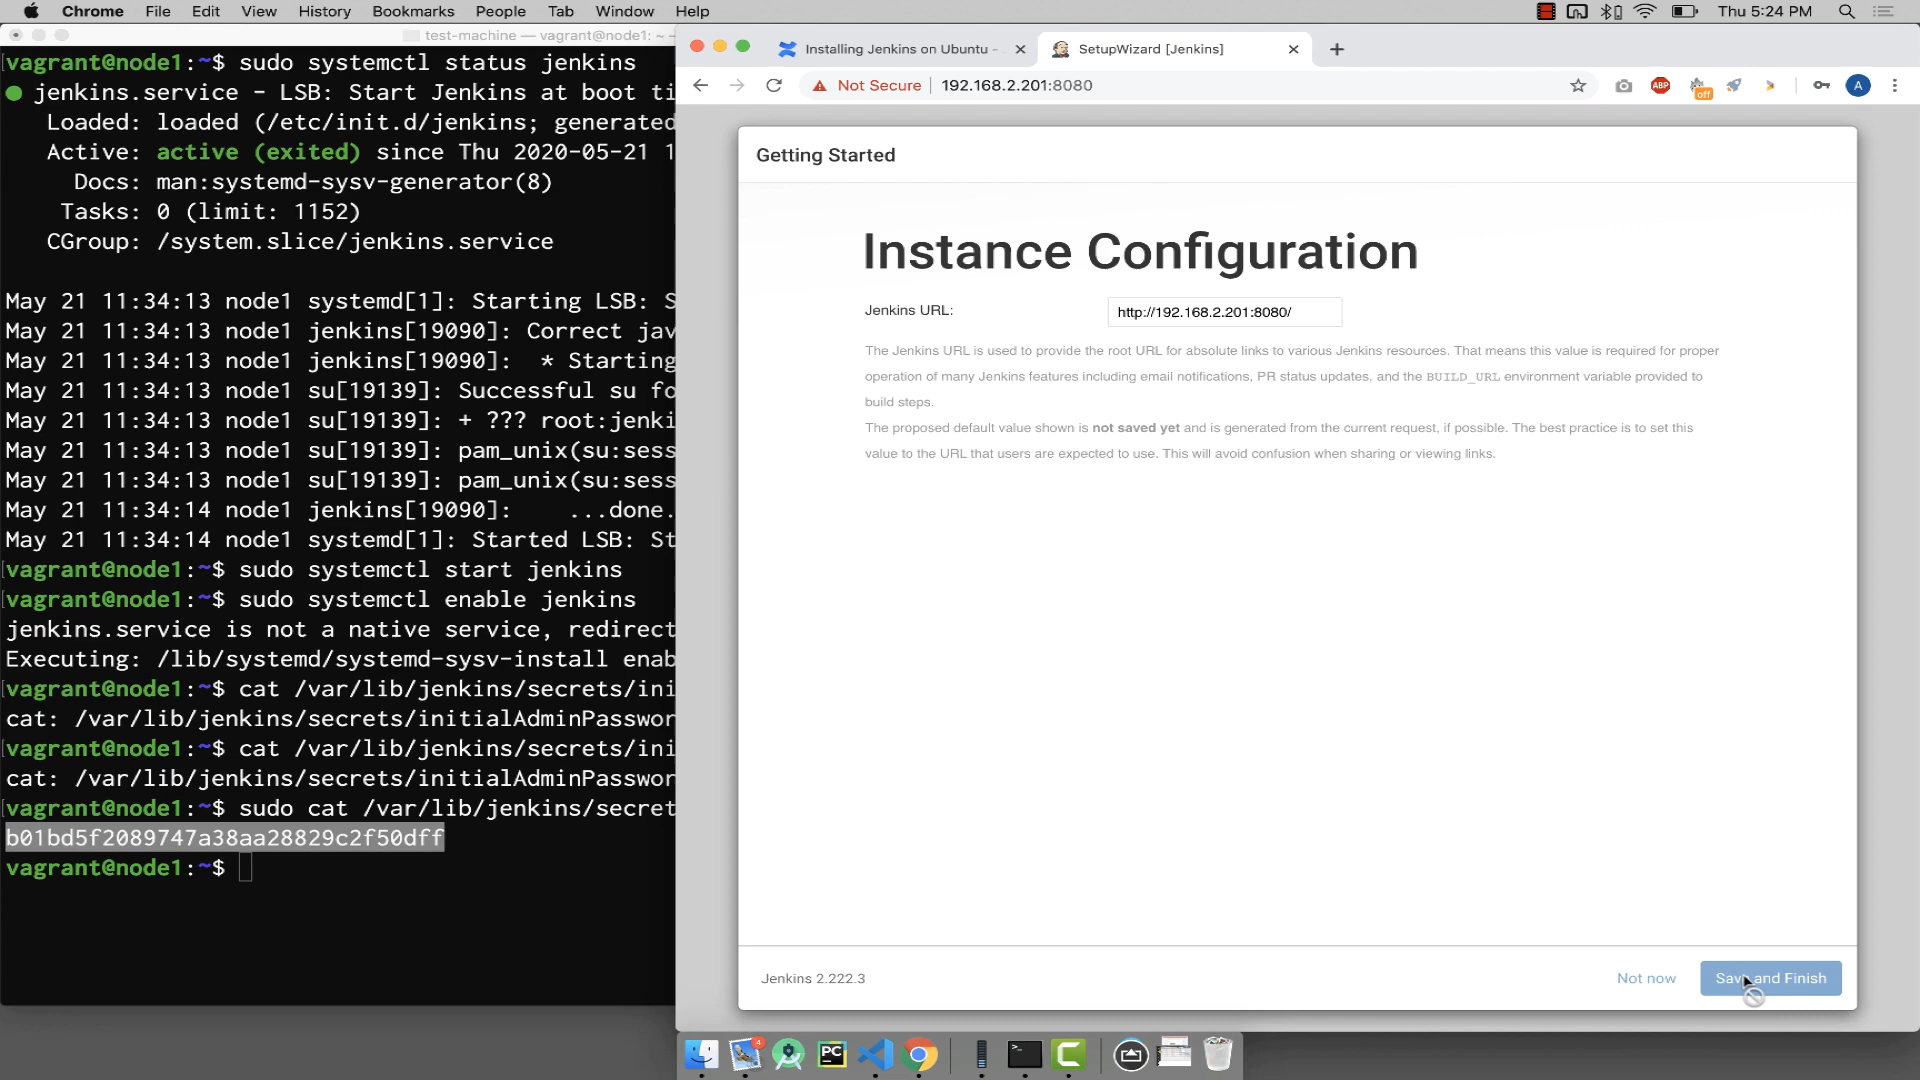 Chrome File Edit View History Bookmarks People Tab Window Help
Thu 5:24 PM
test-machine — vagrant@node1: ~ —
vagrant@node1:~$ sudo systemctl status jenkins
● jenkins.service - LSB: Start Jenkins at boot ti
Loaded: loaded (/etc/init.d/jenkins; generated
Active: active (exited) since Thu 2020-05-21 1
Docs: man:systemd-sysv-generator(8)
Tasks: 0 (limit: 1152)
CGroup: /system.slice/jenkins.service
May 21 11:34:13 node1 systemd[1]: Starting LSB: S
May 21 11:34:13 node1 jenkins[19090]: Correct jav
May 21 11:34:13 node1 jenkins[19090]:  * Starting
May 21 11:34:13 node1 su[19139]: Successful su fo
May 21 11:34:13 node1 su[19139]: + ??? root:jenki
May 21 11:34:13 node1 su[19139]: pam_unix(su:sess
May 21 11:34:13 node1 su[19139]: pam_unix(su:sess
May 21 11:34:14 node1 jenkins[19090]:    ...done.
May 21 11:34:14 node1 systemd[1]: Started LSB: St
vagrant@node1:~$ sudo systemctl start jenkins
vagrant@node1:~$ sudo systemctl enable jenkins
jenkins.service is not a native service, redirect
Executing: /lib/systemd/systemd-sysv-install enab
vagrant@node1:~$ cat /var/lib/jenkins/secrets/ini
cat: /var/lib/jenkins/secrets/initialAdminPasswor
vagrant@node1:~$ cat /var/lib/jenkins/secrets/ini
cat: /var/lib/jenkins/secrets/initialAdminPasswor
vagrant@node1:~$ sudo cat /var/lib/jenkins/secret
b01bd5f2089747a38aa28829c2f50dff
vagrant@node1:~$
Installing Jenkins on Ubuntu -
SetupWizard [Jenkins]
Not Secure 192.168.2.201:8080
ABP
off
A
Getting Started
Instance Configuration
Jenkins URL: http://192.168.2.201:8080/
The Jenkins URL is used to provide the root URL for absolute links to various Jenkins resources. That means this value is required for proper
operation of many Jenkins features including email notifications, PR status updates, and the BUILD_URL environment variable provided to
build steps.
The proposed default value shown is not saved yet and is generated from the current request, if possible. The best practice is to set this
value to the URL that users are expected to use. This will avoid confusion when sharing or viewing links.
Jenkins 2.222.3
Not now
Save and Finish
4
PC